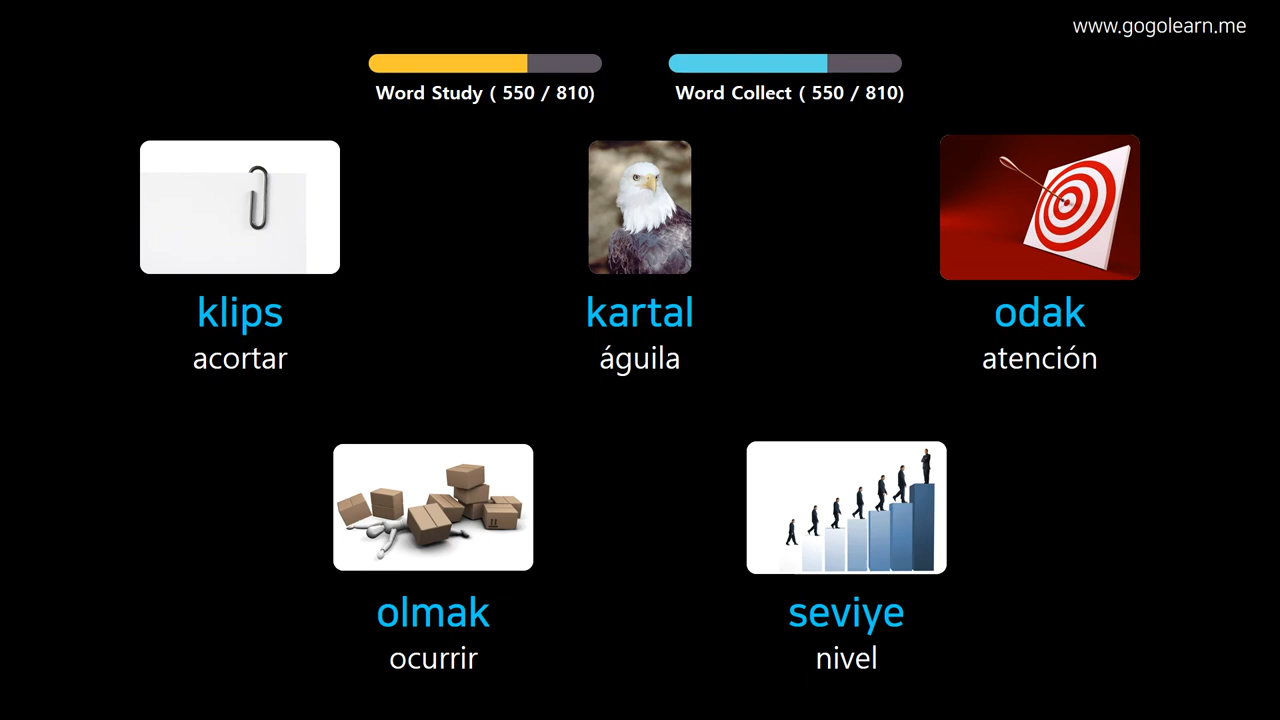 www.gogolearn.me
Word Study ( 550 / 810)
Word Collect ( 550 / 810)
klips
acortar
kartal
águila
odak
atención
olmak
ocurrir
seviye
nivel